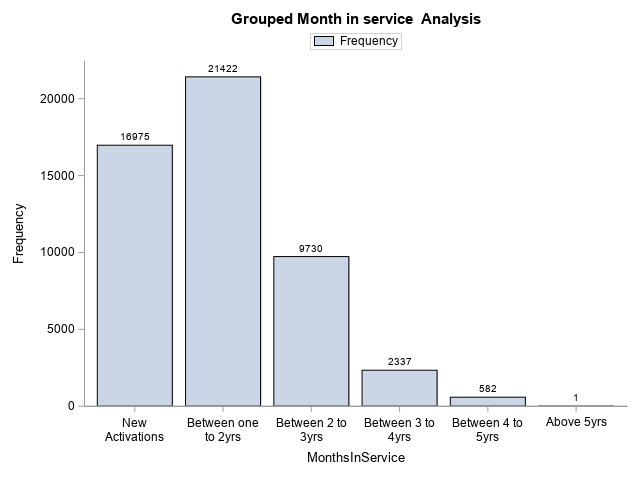 Grouped Month in service  Analysis
Frequency
21422
20000
16975
15000
9730
10000
Frequency
5000
2337
582
1
0
New Activations
Between one to 2yrs
Between 2 to 3yrs
Between 3 to 4yrs
Between 4 to 5yrs
Above 5yrs
MonthsInService